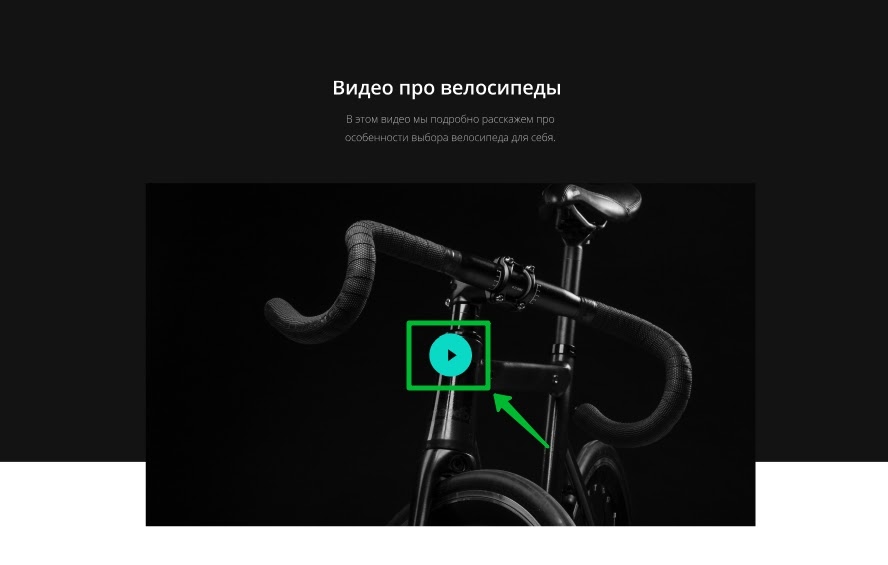 Видео про велосипеды
В этом видео мы подробно расскажем про
особенности выбора велосипеда для себя.